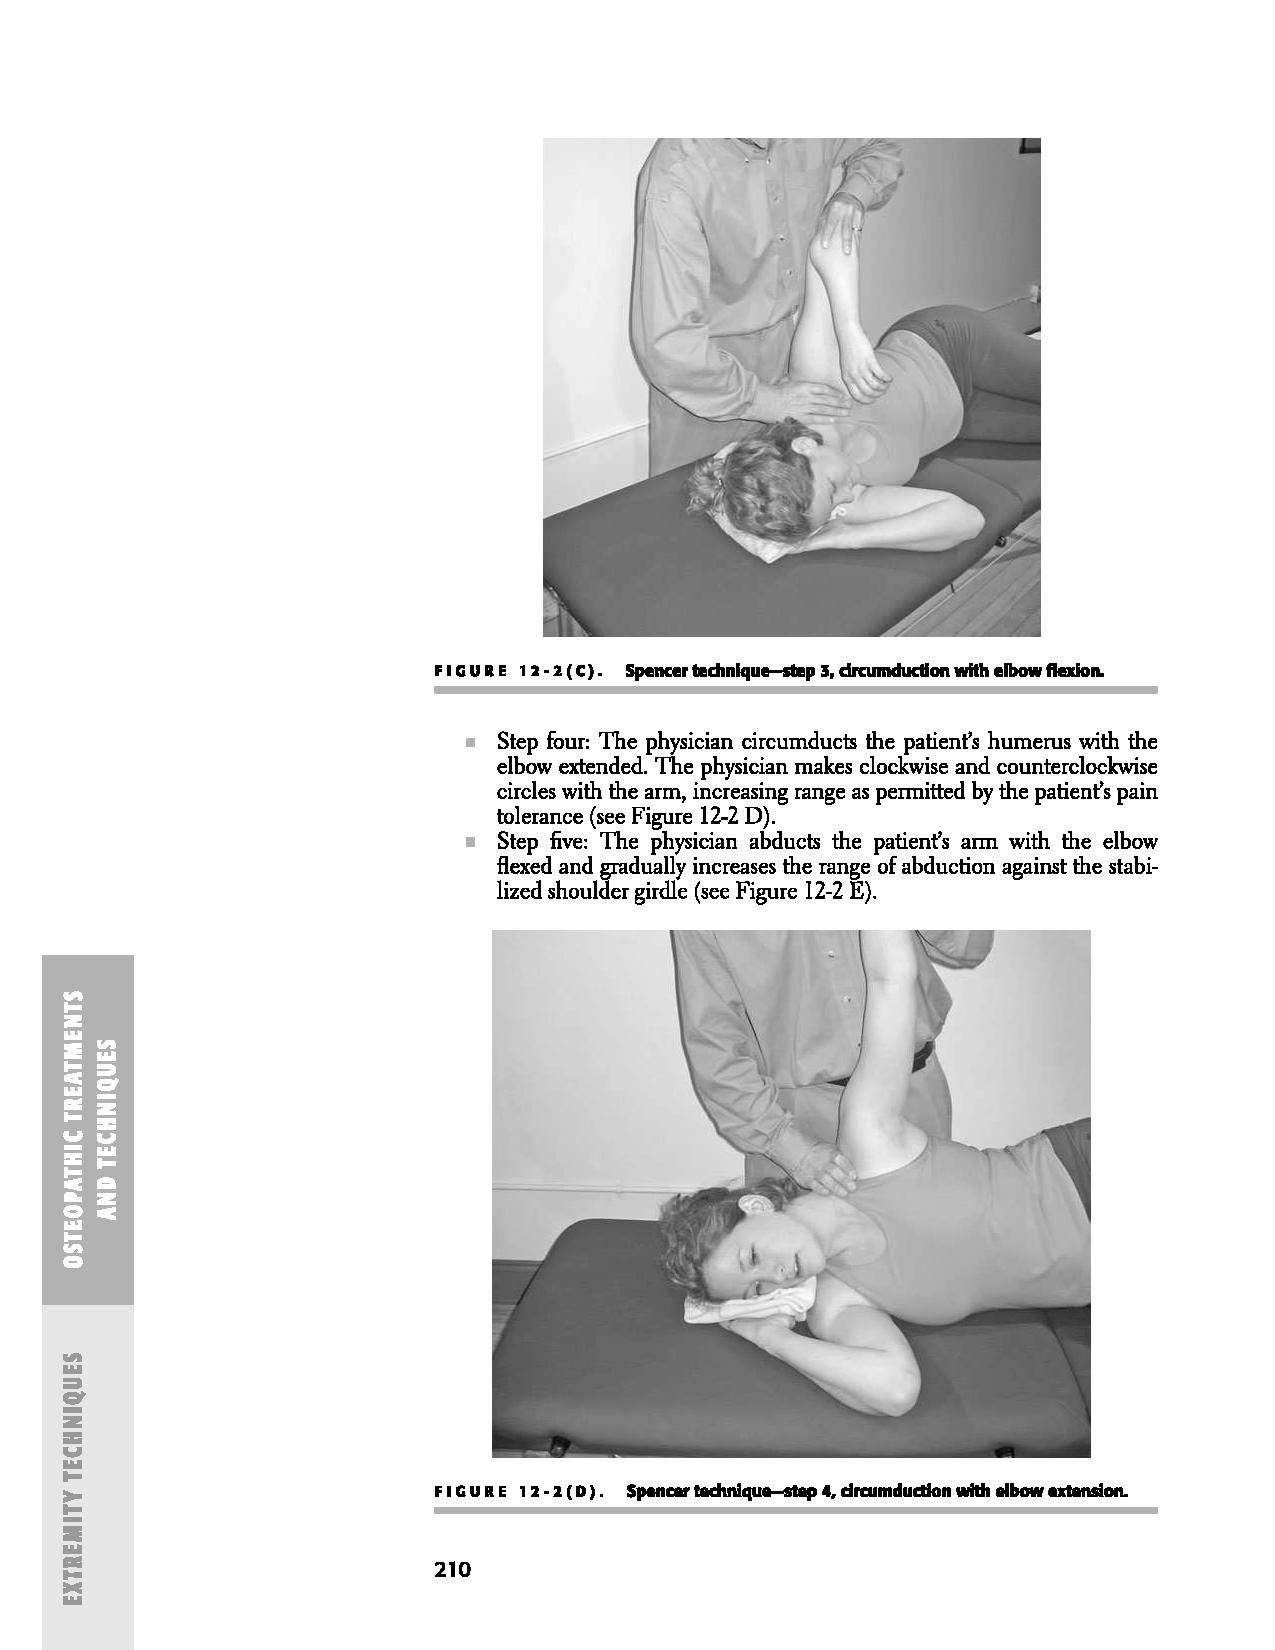 FIGURE 12-2(C). Spencer technique—step 3, circumduction with elbow flexion.
■ Step four: The physician circumducts the patient's humerus with the
elbow extended. The physician makes clockwise and counterclockwise
circles with the arm, increasing range as permitted by the patient's pain
tolerance (see Figure 12-2 D).
■ Step five: The physician abducts the patient's arm with the elbow
flexed and gradually increases the range of abduction against the stabi-
lized shoulder girdle (see Figure 12-2 E).
OSTEOPATHIC TREATMENTS
AND TECHNIQUES
EXTREMITY TECHNIQUES
FIGURE 12-2(D). Spencer technique—step 4, circumduction with elbow extension.
210